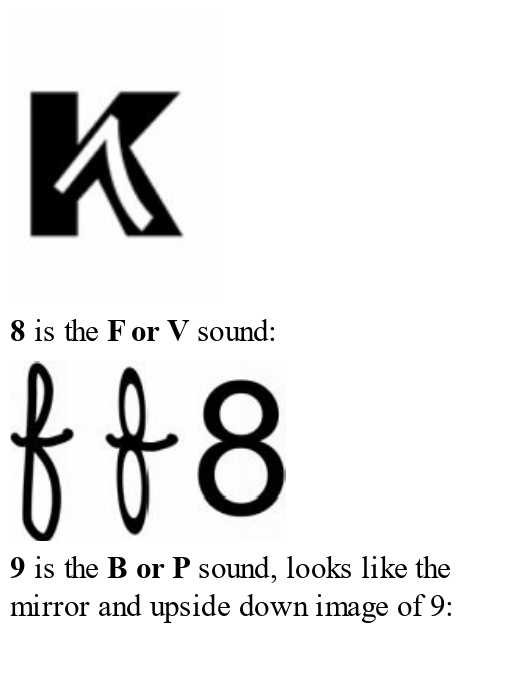 K
8 is the F or V sound:
f f 8
9 is the B or P sound, looks like the
mirror and upside down image of 9: